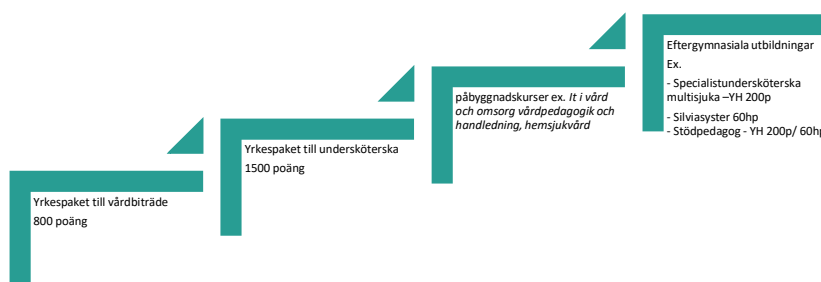 Yrkespaket till vårdbiträde
800 poäng
Yrkespaket till undersköterska
1500 poäng
påbyggnadskurser ex. It i vård
och omsorg vårdpedagogik och
handledning, hemsjukvård
Eftergymnasiala utbildningar
Ex.
- Specialistundersköterska
multisjuka –YH 200p
- Silviasyster 60hp
- Stödpedagog - YH 200p/ 60hp